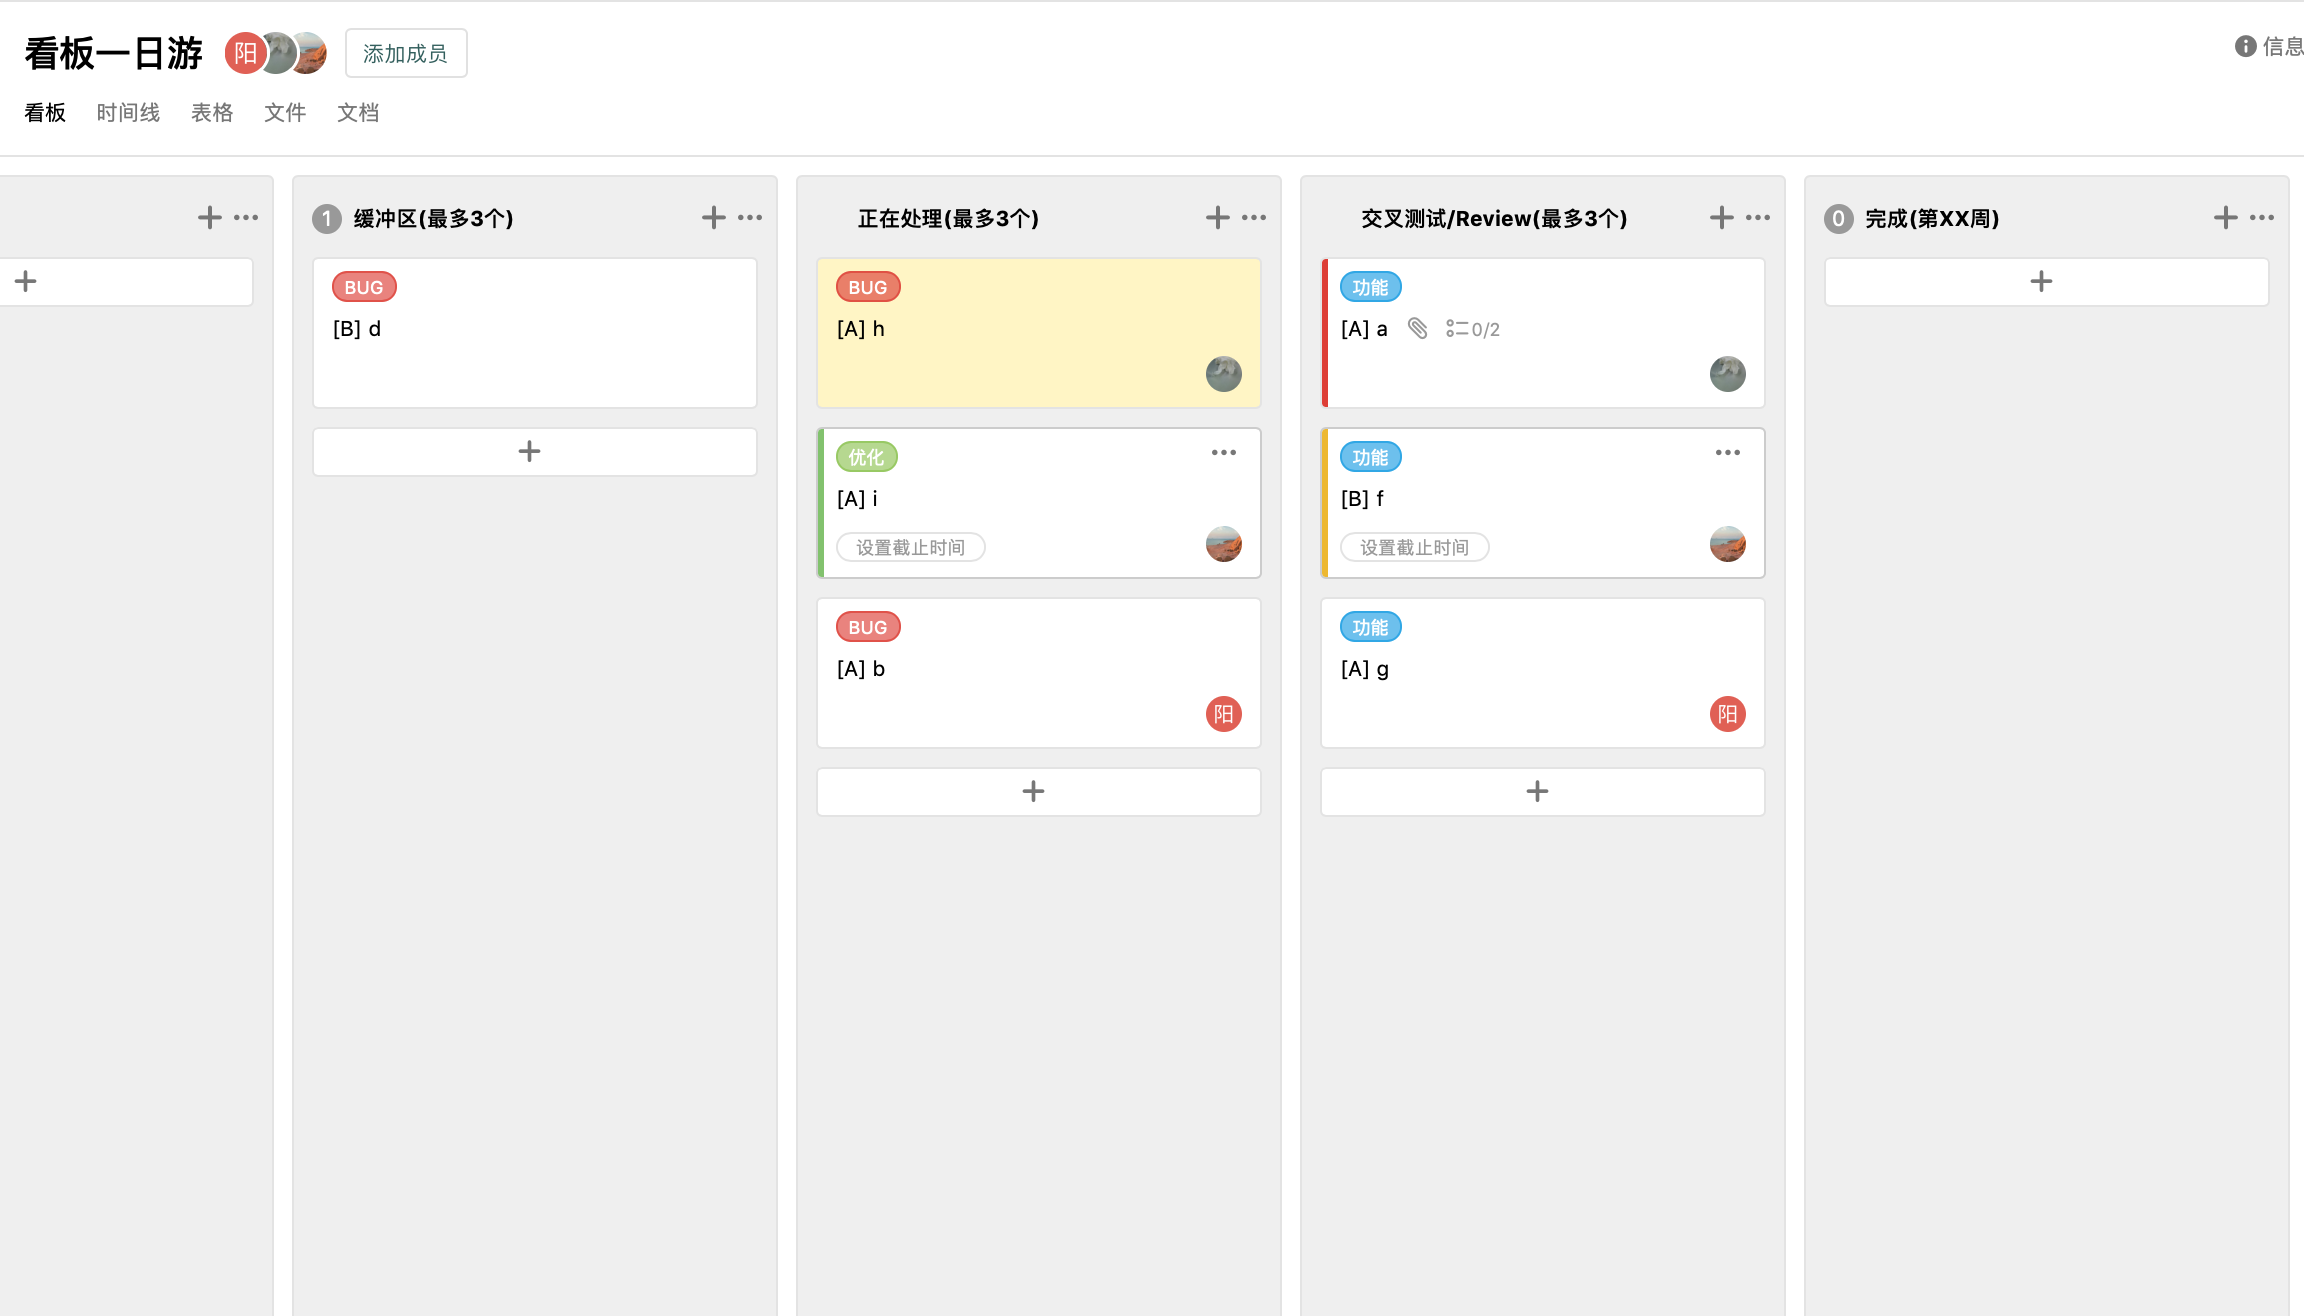 看板一日游
阳
添加成员
信息
看板 时间线 表格 文件 文档
1 缓冲区(最多3个)
BUG
[B] d
正在处理(最多3个)
BUG
[A] h
优化
[A] i
设置截止时间
BUG
[A] b
阳
交叉测试/Review(最多3个)
功能
[A] a 0/2
功能
[B] f
设置截止时间
功能
[A] g
阳
0 完成(第XX周)